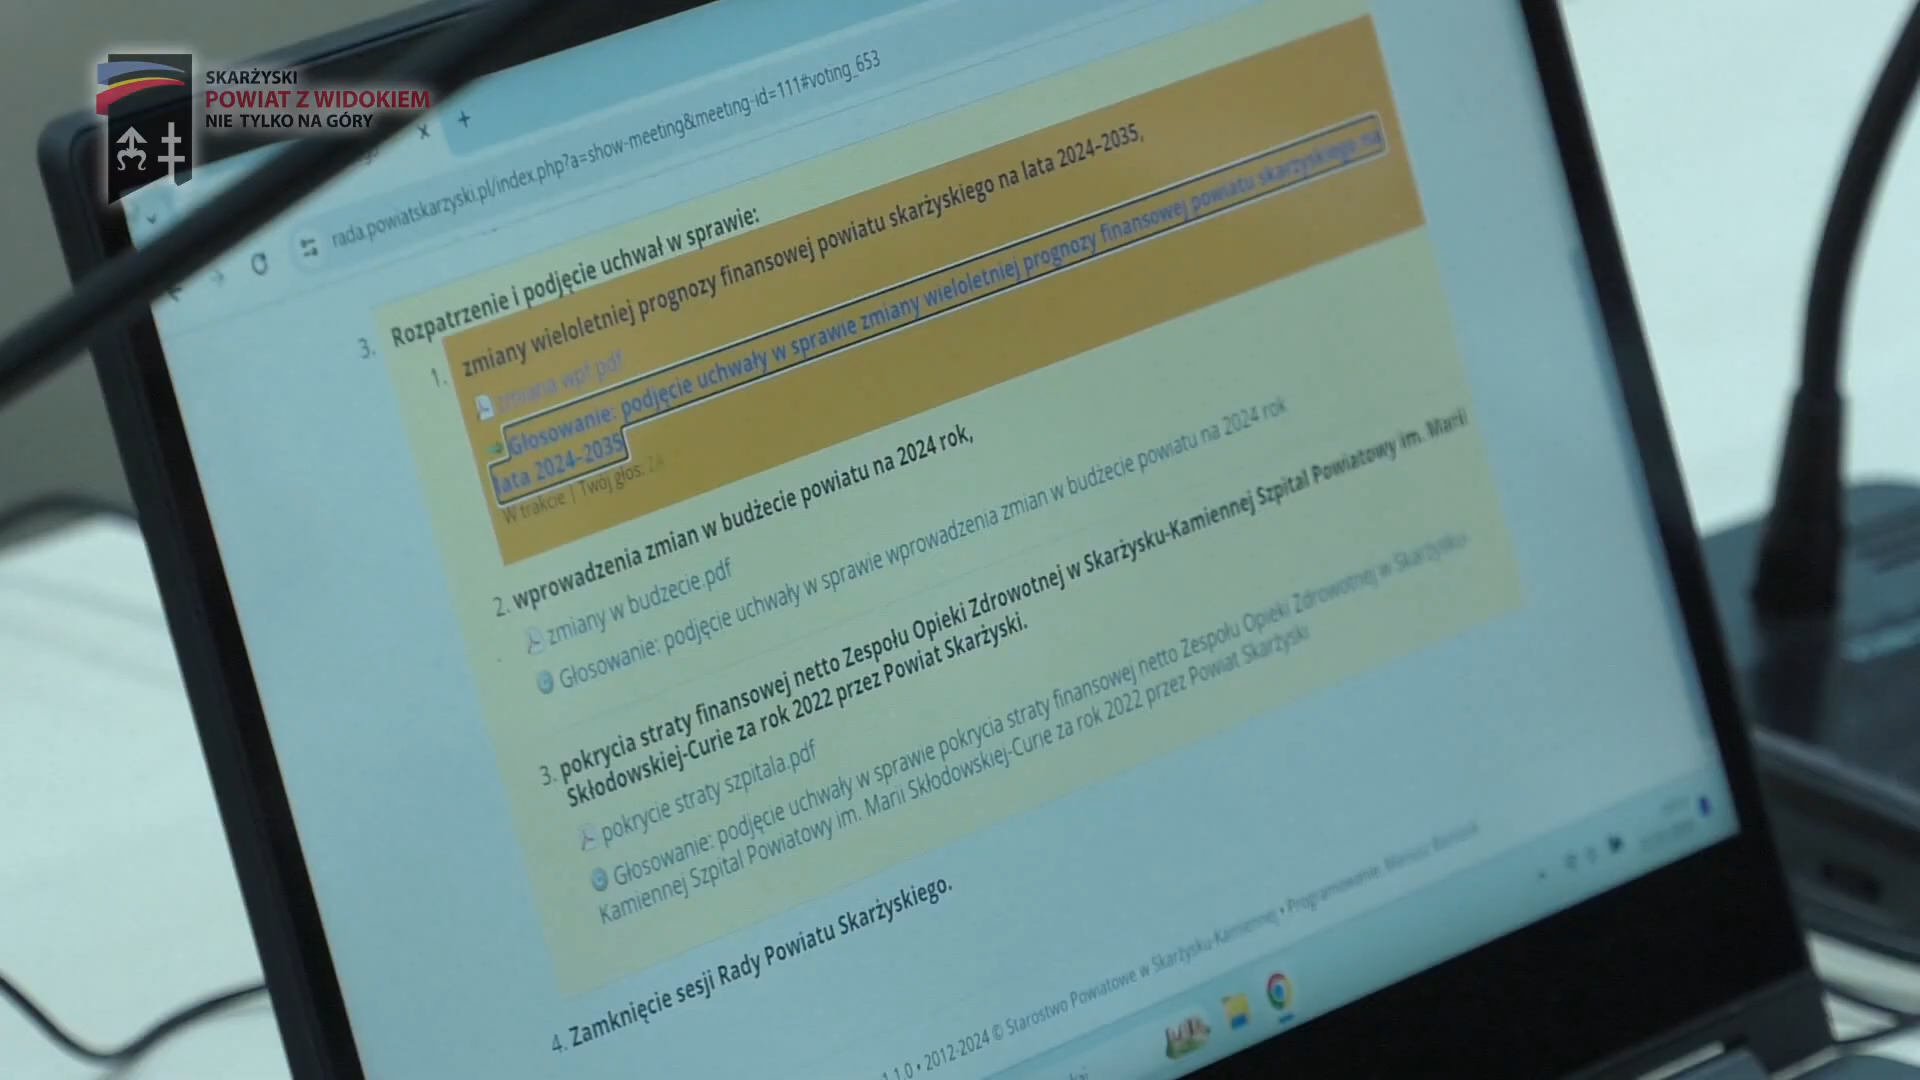 SKARŻYSKI
POWIAT Z WIDOKIEM
NIE TYLKO NA GÓRY
x +
rada.powiatskarzyski.pl/index.php?a=show-meeting&meeting-id=111#voting_653
3. Rozpatrzenie i podjęcie uchwał w sprawie:
1. zmiany wieloletniej prognozy finansowej powiatu skarżyskiego na lata 2024-2035,
zmiana wpf.pdf
Głosowanie: podjęcie uchwały w sprawie zmiany wieloletniej prognozy finansowej powiatu skarżyskiego na
lata 2024-2035
W trakcie | Twój głos: ZA
2. wprowadzenia zmian w budżecie powiatu na 2024 rok,
zmiany w budzecie.pdf
Głosowanie: podjęcie uchwały w sprawie wprowadzenia zmian w budżecie powiatu na 2024 rok
3. pokrycia straty finansowej netto Zespołu Opieki Zdrowotnej w Skarżysku-Kamiennej Szpital Powiatowy im. Marii
Skłodowskiej-Curie za rok 2022 przez Powiat Skarżyski.
pokrycie straty szpitala.pdf
Głosowanie: podjęcie uchwały w sprawie pokrycia straty finansowej netto Zespołu Opieki Zdrowotnej w Skarżysku-
Kamiennej Szpital Powiatowy im. Marii Skłodowskiej-Curie za rok 2022 przez Powiat Skarżyski
4. Zamknięcie sesji Rady Powiatu Skarżyskiego.
1.1.0 • 2012-2024 © Starostwo Powiatowe w Skarżysku-Kamiennej • Programowanie: Mariusz